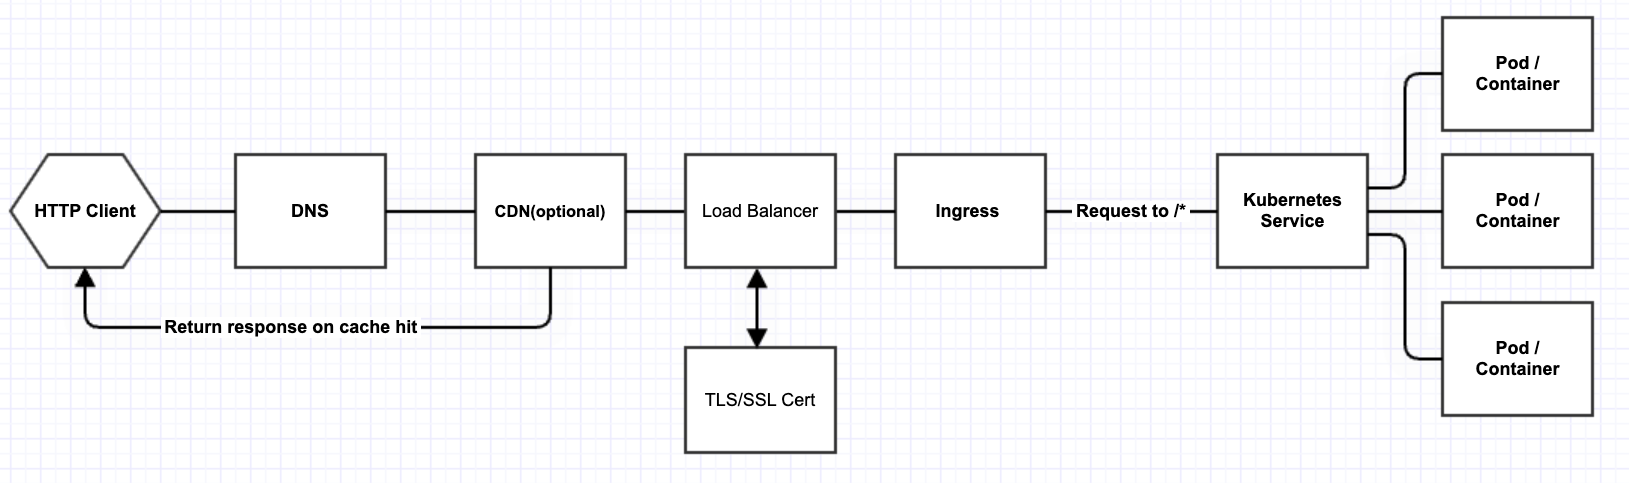 HTTP Client
DNS
CDN(optional)
Load Balancer
Ingress
Request to /*
Kubernetes
Service
Pod /
Container
Pod /
Container
Pod /
Container
Return response on cache hit
TLS/SSL Cert